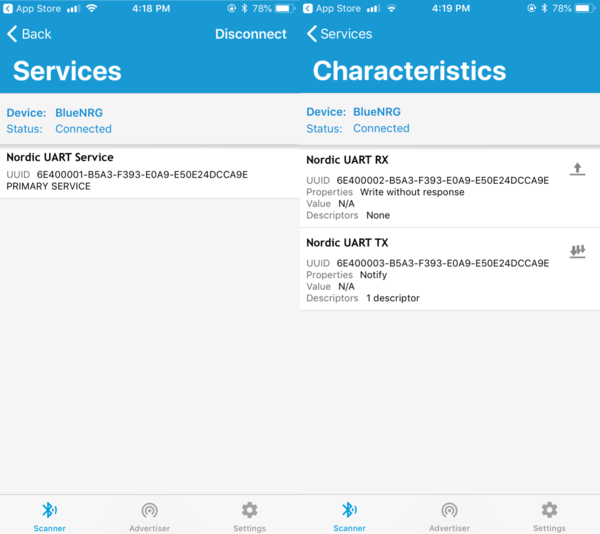 App Store 4:18 PM 78%
Back Disconnect
Services
Device: BlueNRG
Status: Connected
Nordic UART Service
UUID 6E400001-B5A3-F393-E0A9-E50E24DCCA9E
PRIMARY SERVICE
Scanner Advertiser Settings
App Store 4:19 PM 78%
Services
Characteristics
Device: BlueNRG
Status: Connected
Nordic UART RX
UUID 6E400002-B5A3-F393-E0A9-E50E24DCCA9E
Properties Write without response
Value N/A
Descriptors None
Nordic UART TX
UUID 6E400003-B5A3-F393-E0A9-E50E24DCCA9E
Properties Notify
Value N/A
Descriptors 1 descriptor
Scanner Advertiser Settings